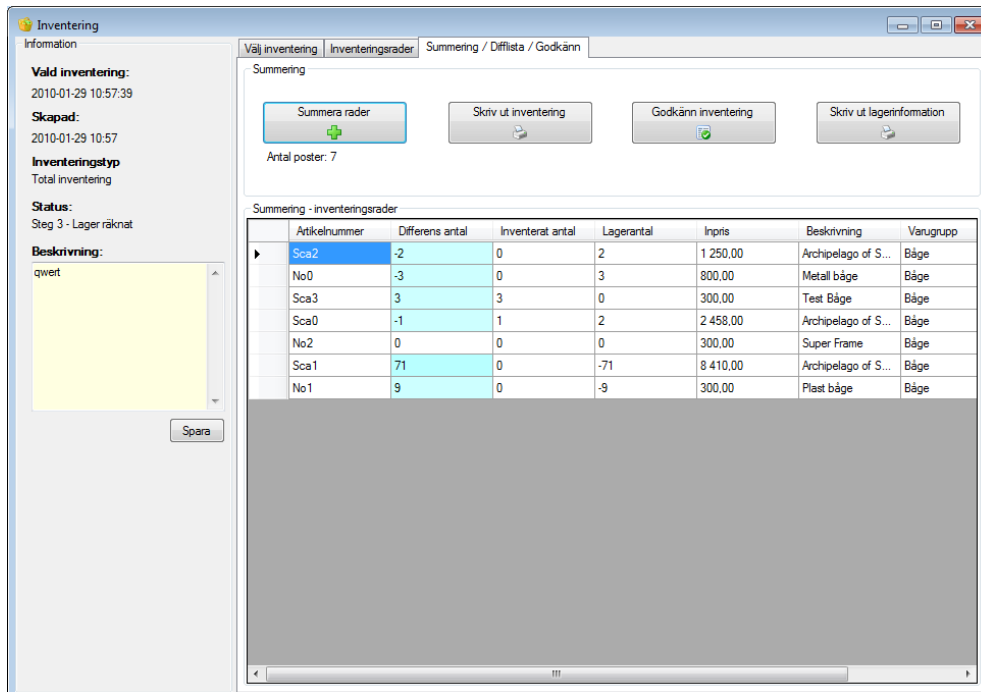 Inventering
Information
Vald inventering:
2010-01-29 10:57:39
Skapad:
2010-01-29 10:57
Inventeringstyp
Total inventering
Status:
Steg 3 - Lager räknat
Beskrivning:
qwert
Spara
Välj inventering Inventeringsrader Summering / Difflista / Godkänn
Summering
Summera rader Skriv ut inventering Godkänn inventering Skriv ut lagerinformation
Antal poster: 7
Summering - inventeringsrader
Artikelnummer Differens antal Inventerat antal Lagerantal Inpris Beskrivning Varugrupp
Sca2 -2 0 2 1 250,00 Archipelago of S... Båge
No0 -3 0 3 800,00 Metall båge Båge
Sca3 3 3 0 300,00 Test Båge Båge
Sca0 -1 1 2 2 458,00 Archipelago of S... Båge
No2 0 0 0 300,00 Super Frame Båge
Sca1 71 0 -71 8 410,00 Archipelago of S... Båge
No1 9 0 -9 300,00 Plast båge Båge